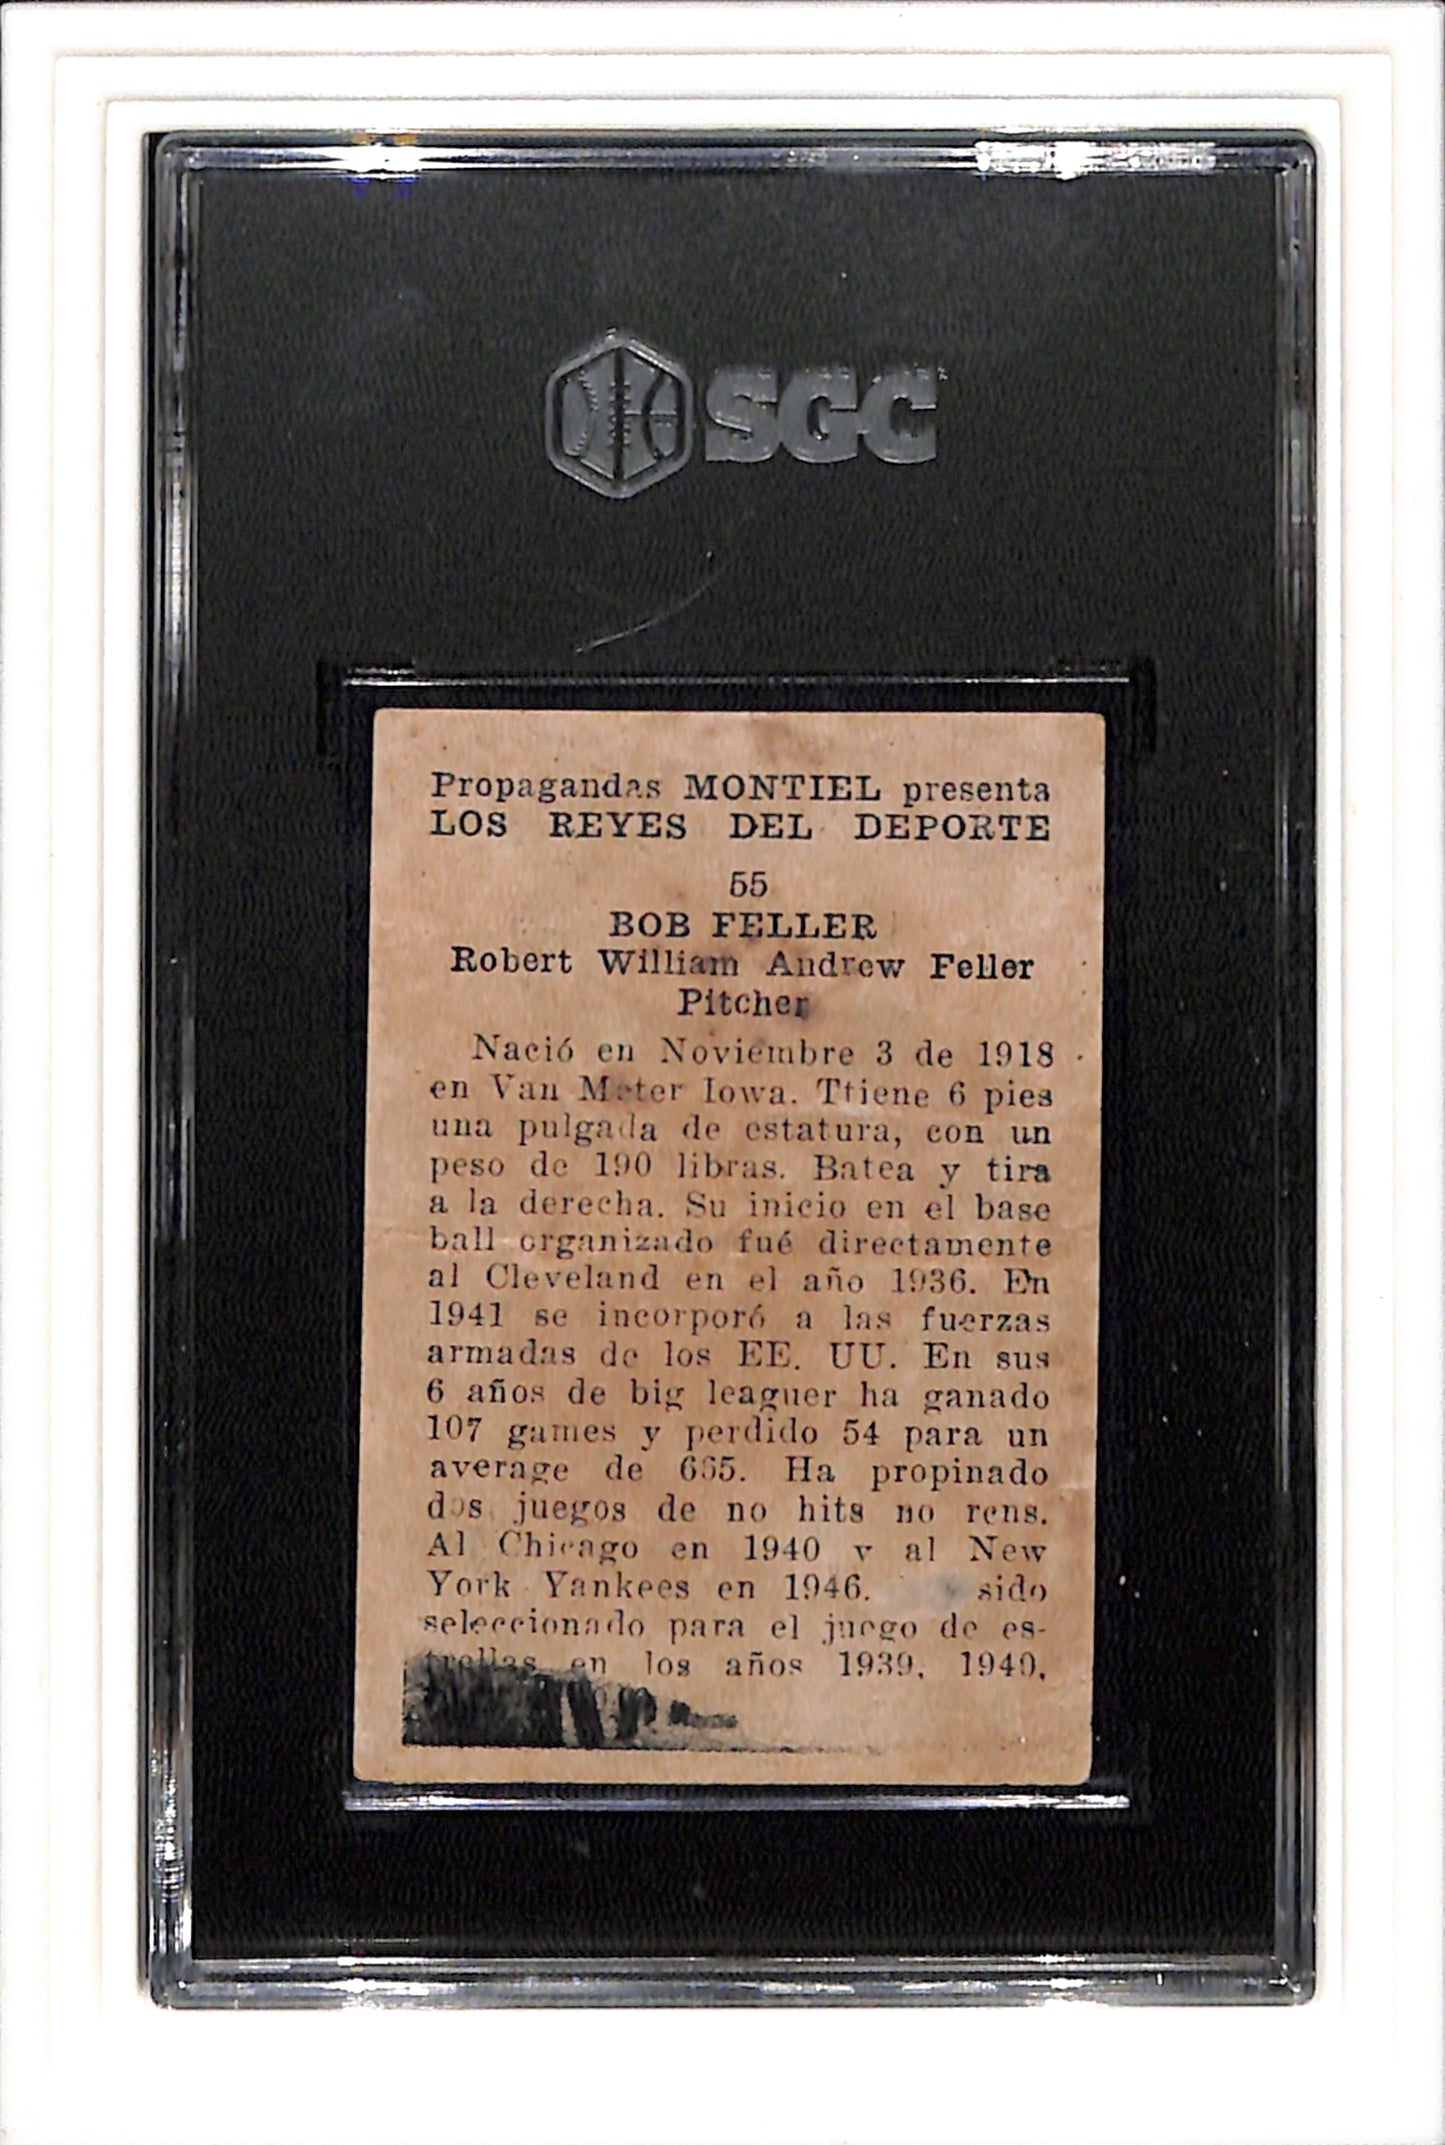 SGC
Propagandas MONTIEL presenta
LOS REYES DEL DEPORTE
55
BOB FELLER
Robert William Andrew Feller
Pitcher
Nació en Noviembre 3 de 1918
en Van Meter Iowa. Ttiene 6 pies
una pulgada de estatura, con un
peso de 190 libras. Batea y tira
a la derecha. Su inicio en el base
ball organizado fué directamente
al Cleveland en el año 1936. En
1941 se incorporó a las fuerzas
armadas de los EE. UU. En sus
6 años de big leaguer ha ganado
107 games y perdido 54 para un
average de 665. Ha propinado
dos juegos de no hits no rens.
Al Chicago en 1940 y al New
York Yankees en 1946. sido
seleccionado para el juego de es-
trellas en los años 1939, 1940,